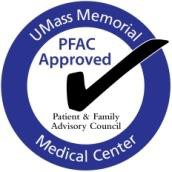 UMass Memorial
PFAC
Approved
Patient & Family
Advisory Council
Medical Center